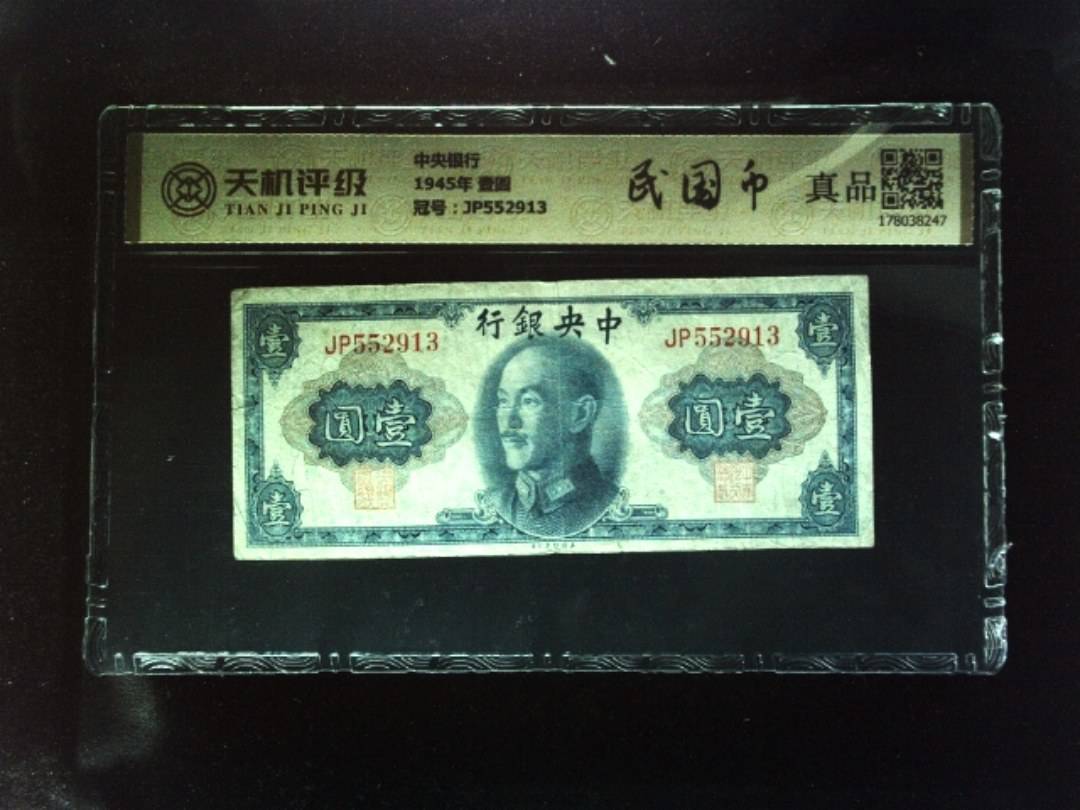 天机评级
TIAN JI PING JI
中央银行
1945年 壹圆
冠号：JP552913
民国币
真品
178038247
行銀央中
壹
壹
JP552913
JP552913
圓壹
圓壹
壹
壹